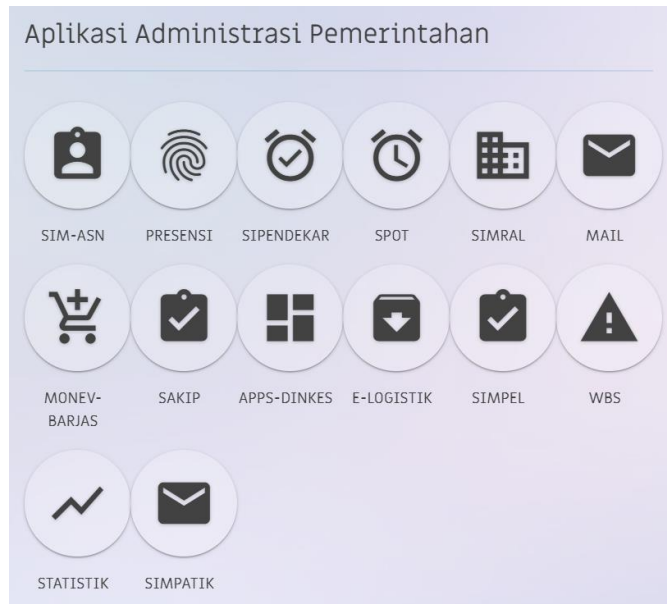 Aplikasi Administrasi Pemerintahan
SIM-ASN PRESENSI SIPENDEKAR SPOT SIMRAL MAIL
MONEV-
BARJAS SAKIP APPS-DINKES E-LOGISTIK SIMPEL WBS
STATISTIK SIMPATIK